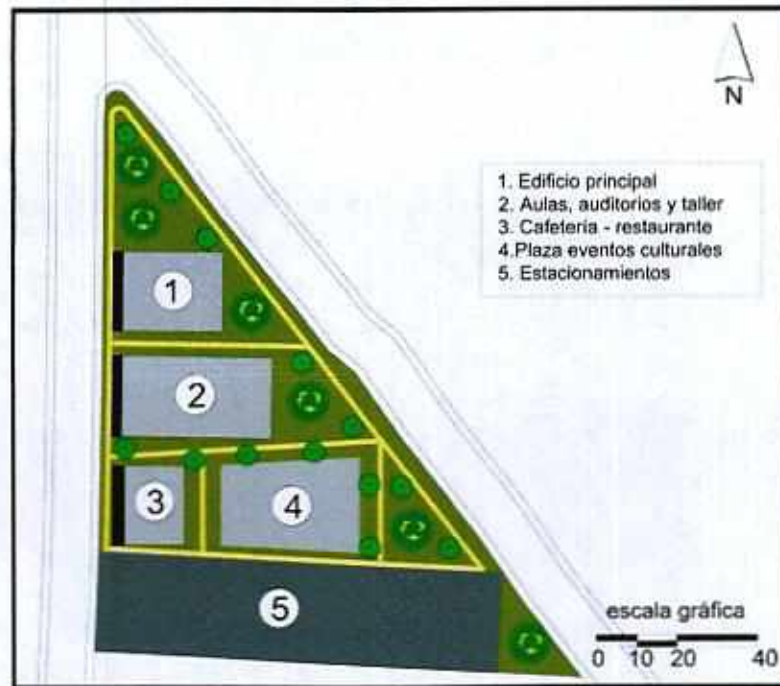 N
1. Edificio principal
2. Aulas, auditorios y taller
3. Cafeteria - restaurante
4.Plaza eventos culturales
5. Estacionamientos
1
2
3
4
5
escala gráfica
0 10 20 40